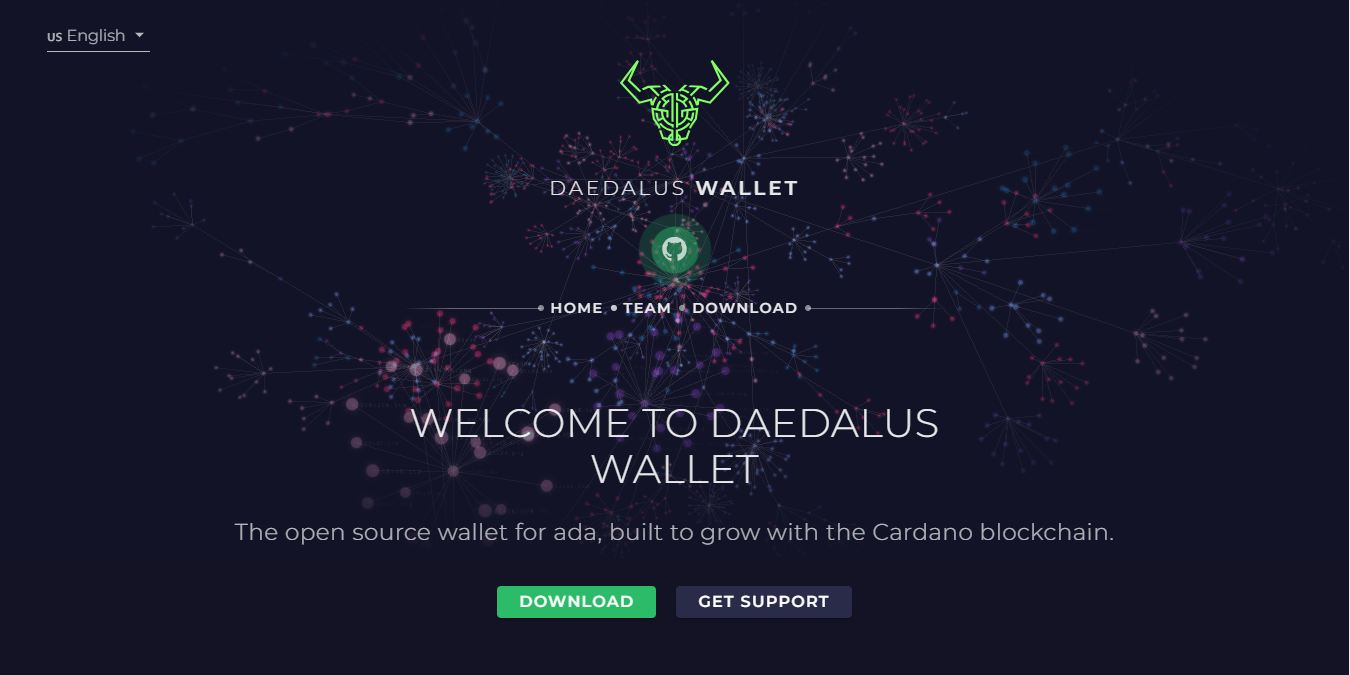 US English
DAEDALUS WALLET
HOME TEAM DOWNLOAD
WELCOME TO DAEDALUS
WALLET
The open source wallet for ada, built to grow with the Cardano blockchain.
DOWNLOAD GET SUPPORT